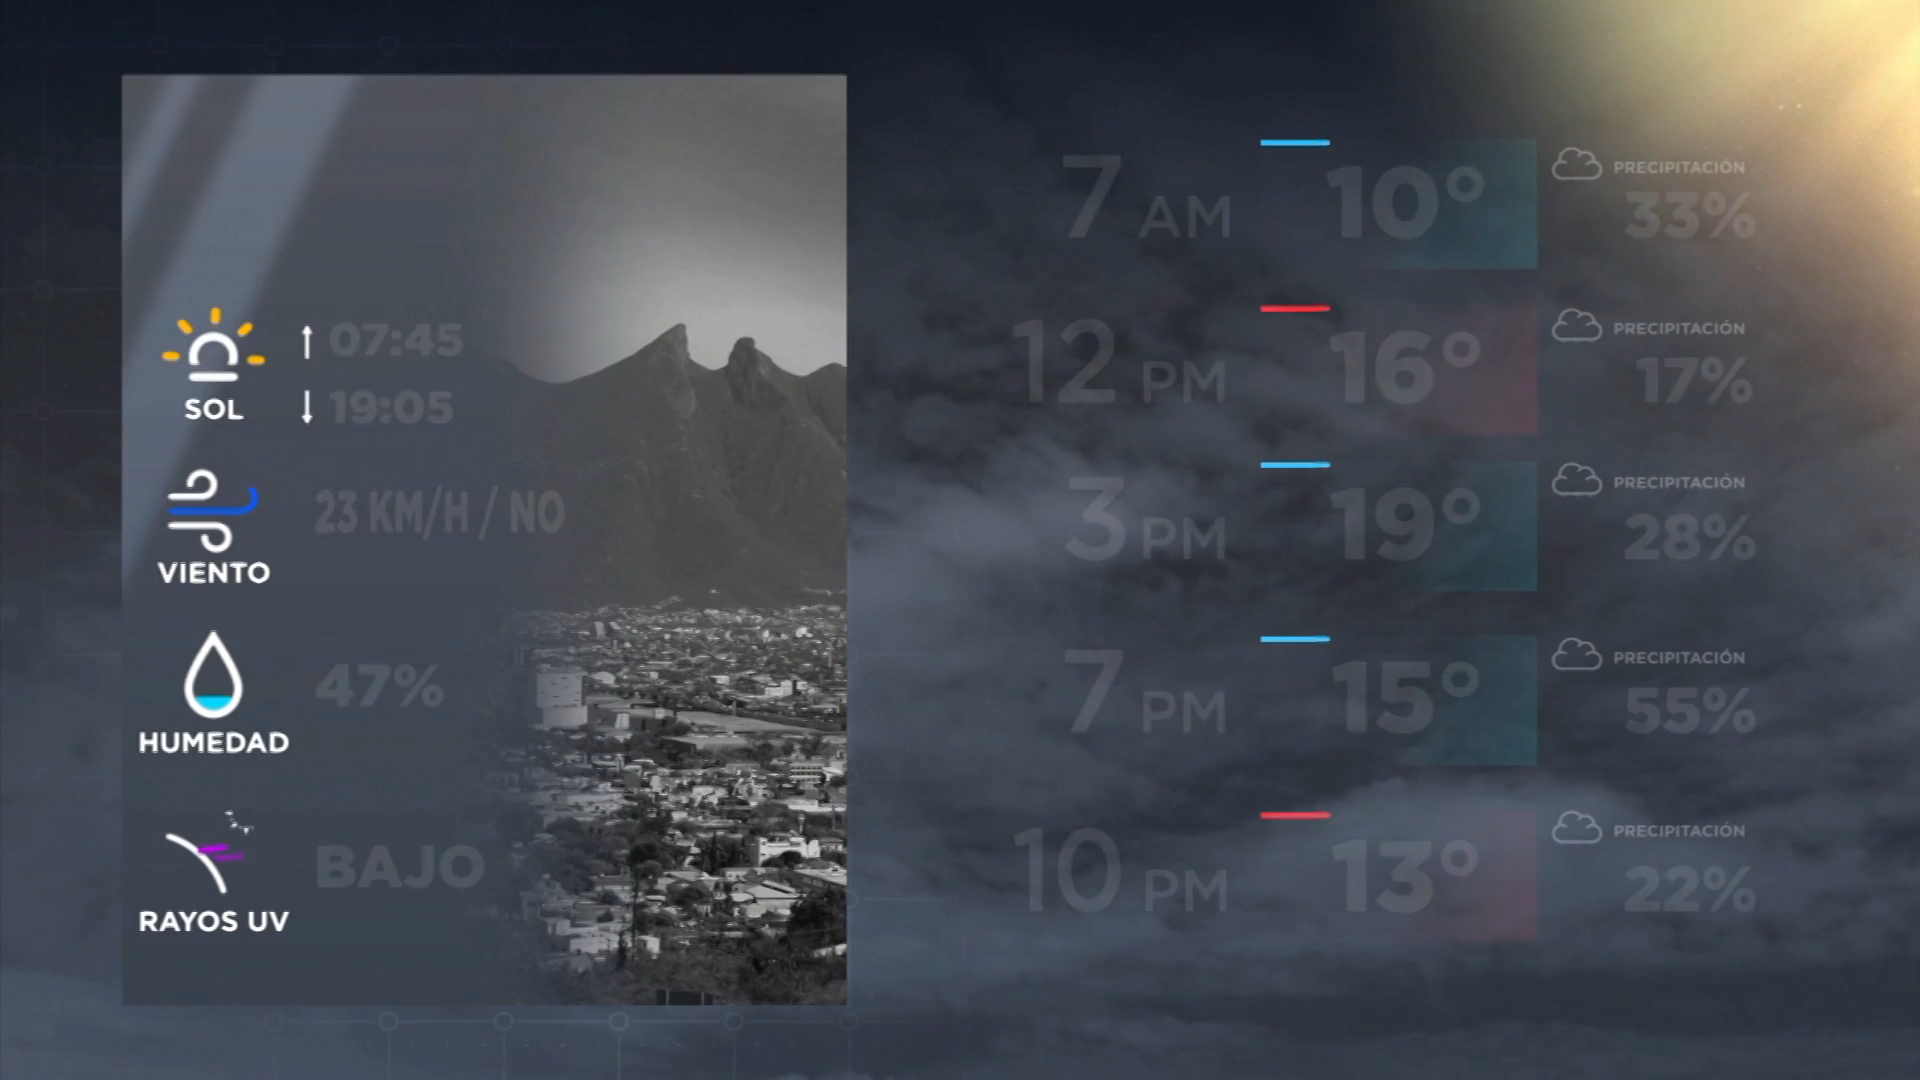 07:45
19:05
SOL
23 KM/H / NO
VIENTO
47%
HUMEDAD
BAJO
RAYOS UV
7 AM 10° PRECIPITACIÓN
33%
12 PM 16° PRECIPITACIÓN
17%
3 PM 19° PRECIPITACIÓN
28%
7 PM 15° PRECIPITACIÓN
55%
10 PM 13° PRECIPITACIÓN
22%